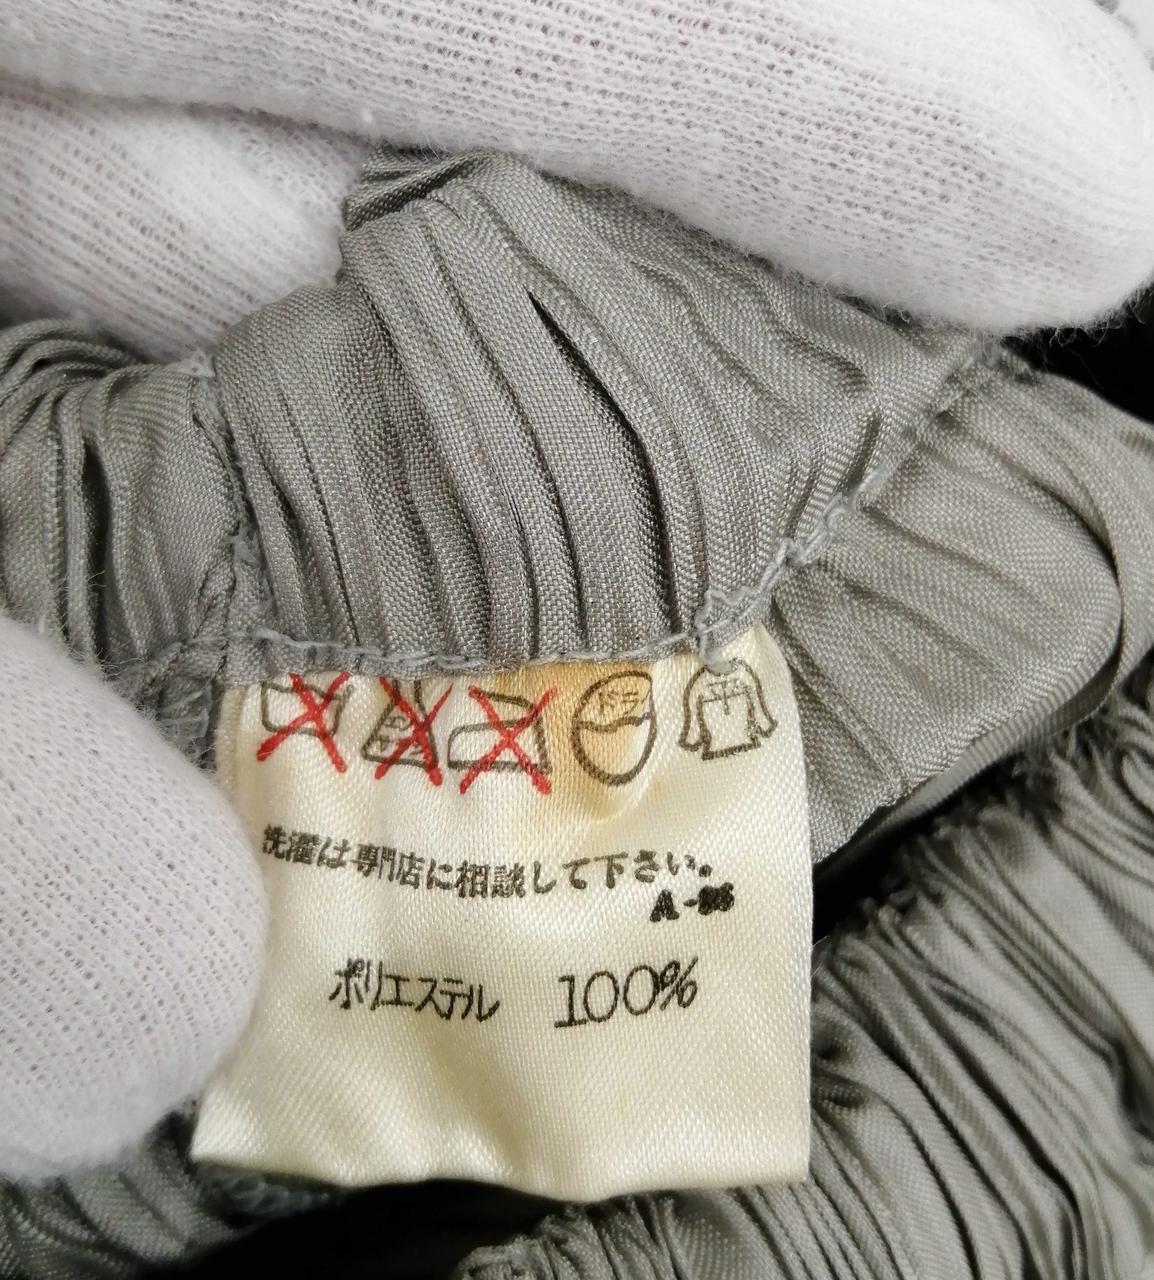 ドライ 平
洗濯は専門店に相談して下さい。
ポリエステル 100%